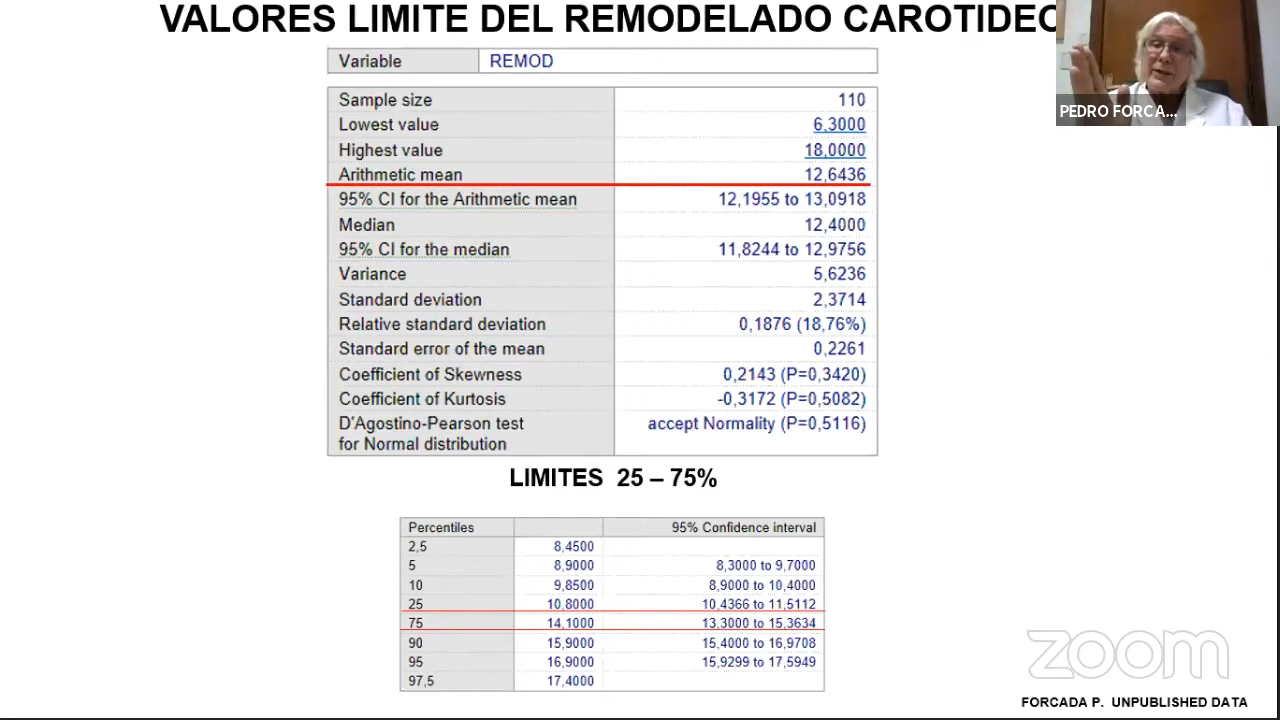 VALORES LIMITE DEL REMODELADO CAROTIDEO
PEDRO FORCA...
Variable REMOD
Sample size 110
Lowest value 6,3000
Highest value 18,0000
Arithmetic mean 12,6436
95% CI for the Arithmetic mean 12,1955 to 13,0918
Median 12,4000
95% CI for the median 11,8244 to 12,9756
Variance 5,6236
Standard deviation 2,3714
Relative standard deviation 0,1876 (18,76%)
Standard error of the mean 0,2261
Coefficient of Skewness 0,2143 (P=0,3420)
Coefficient of Kurtosis -0,3172 (P=0,5082)
D'Agostino-Pearson test accept Normality (P=0,5116)
for Normal distribution
LIMITES 25 – 75%
Percentiles 95% Confidence interval
2,5 8,4500
5 8,9000 8,3000 to 9,7000
10 9,8500 8,9000 to 10,4000
25 10,8000 10,4366 to 11,5112
75 14,1000 13,3000 to 15,3634
90 15,9000 15,4000 to 16,9708
95 16,9000 15,9299 to 17,5949
97,5 17,4000
zoom
FORCADA P. UNPUBLISHED DATA